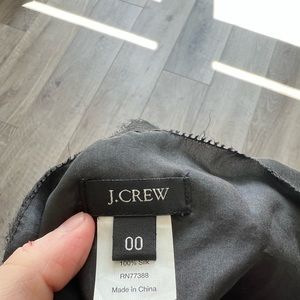 J.CREW
00
100% Silk
RN77388
Made in China